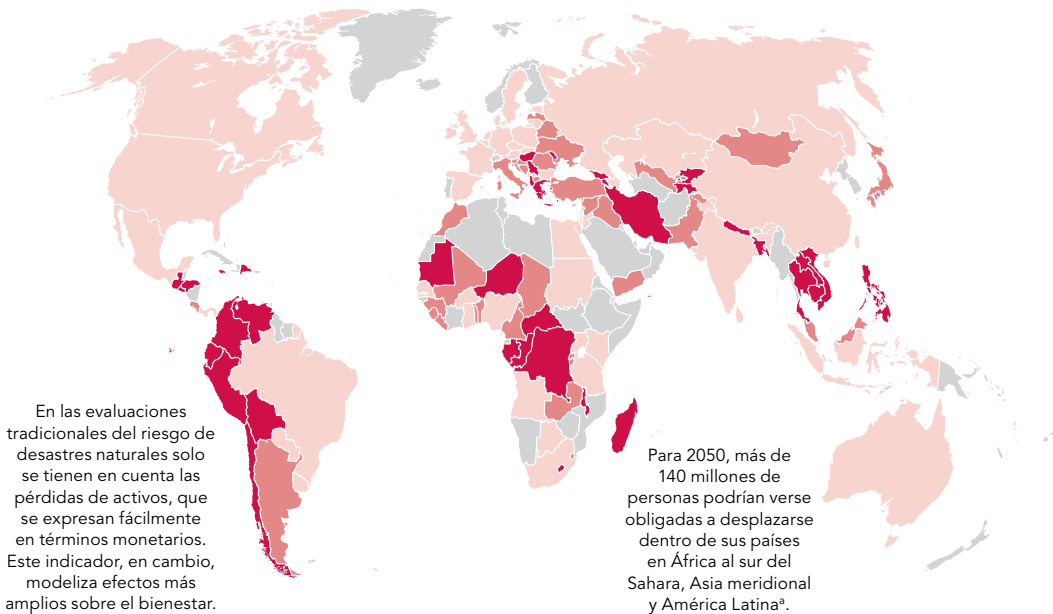 En las evaluaciones
tradicionales del riesgo de
desastres naturales solo
se tienen en cuenta las
pérdidas de activos, que
se expresan fácilmente
en términos monetarios.
Este indicador, en cambio,
modeliza efectos más
amplios sobre el bienestar.
Para 2050, más de
140 millones de
personas podrían verse
obligadas a desplazarse
dentro de sus países
en África al sur del
Sahara, Asia meridional
y América Latinaª.